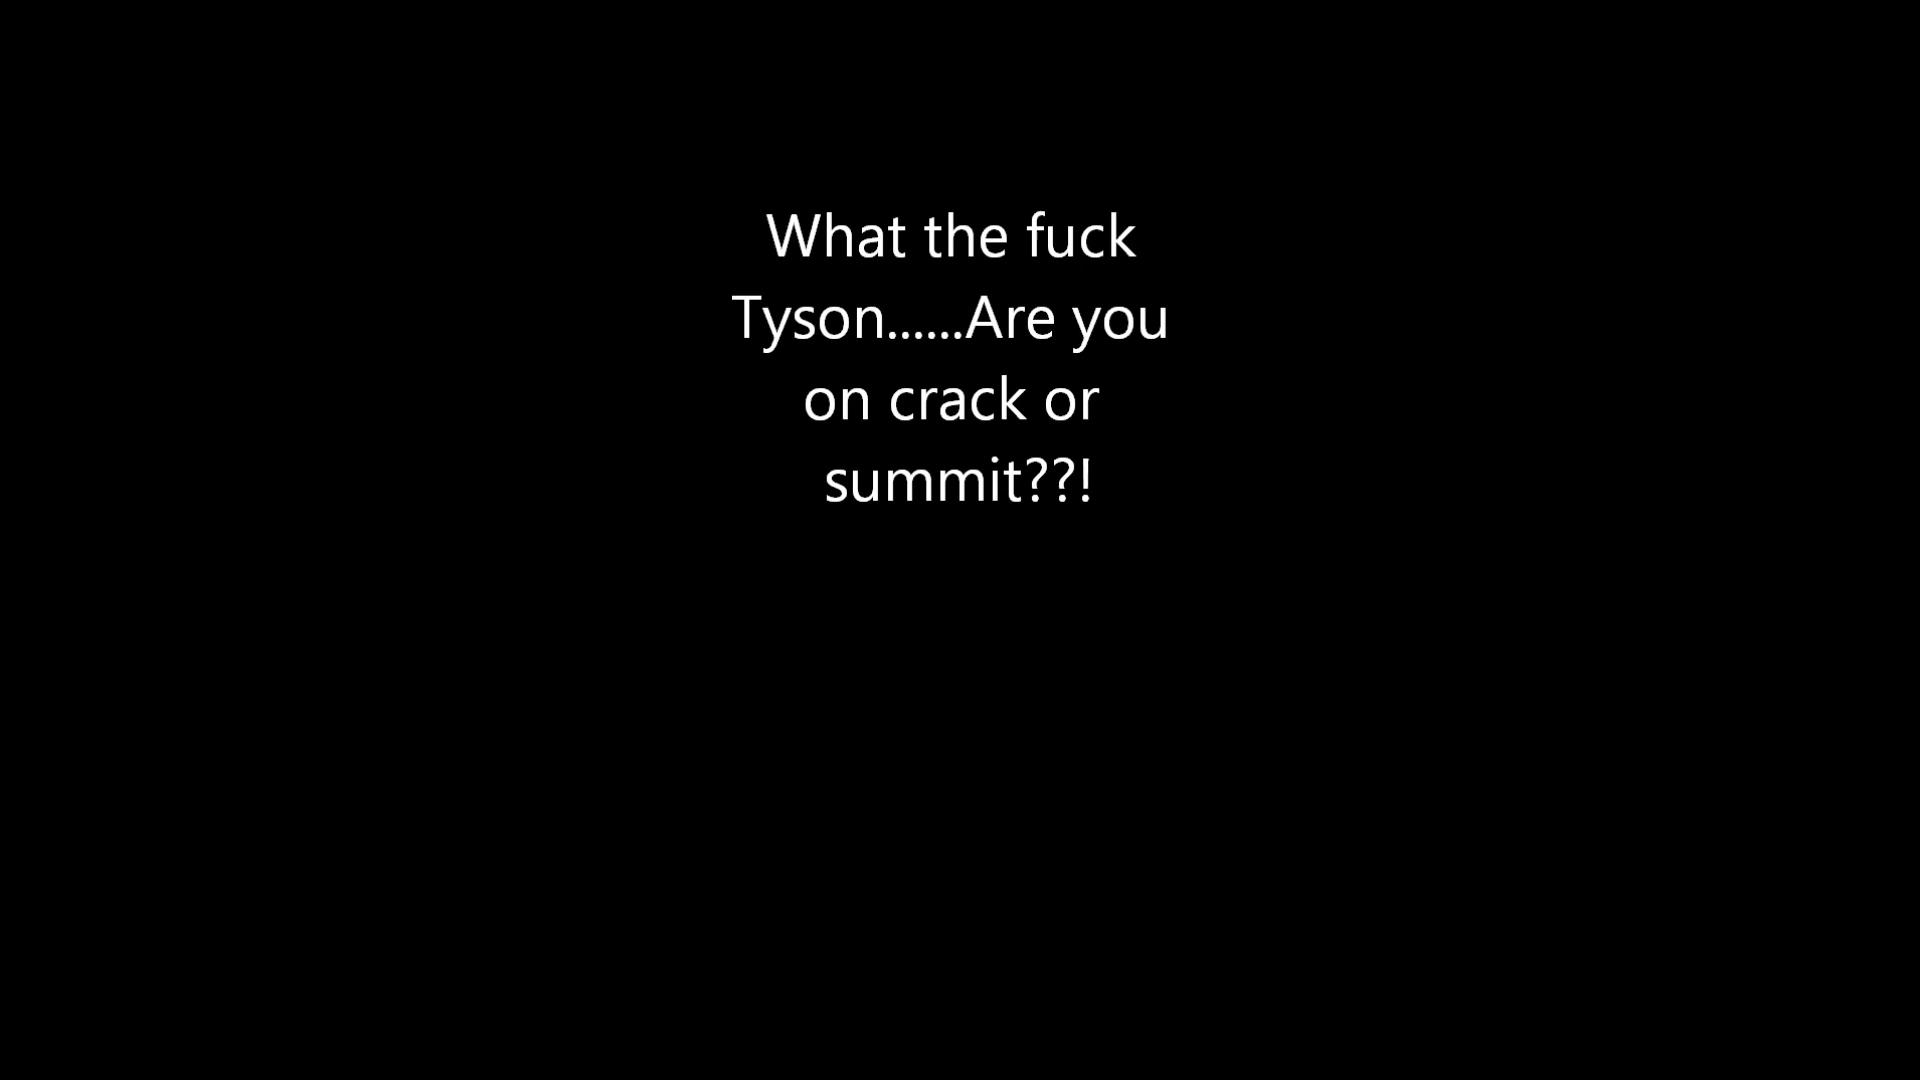 What the fuck
Tyson......Are you
on crack or
summit??!